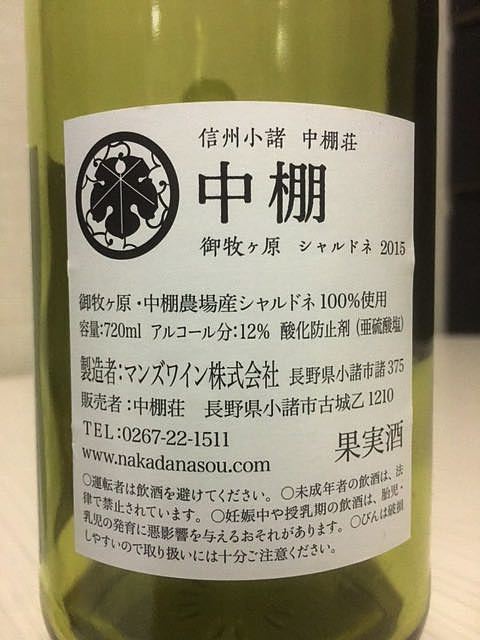 信州小諸 中棚荘
中棚
御牧ヶ原 シャルドネ 2015
御牧ヶ原・中棚農場産シャルドネ100%使用
容量:720ml アルコール分:12% 酸化防止剤(亜硫酸塩)
製造者:マンズワイン株式会社 長野県小諸市諸375
販売者:中棚荘 長野県小諸市古城乙1210
TEL:0267-22-1511
www.nakadanasou.com
果実酒
○運転者は飲酒を避けてください。○未成年者の飲酒は、法
律で禁止されています。○妊娠中や授乳期の飲酒は、胎児・
乳児の発育に悪影響を与えるおそれがあります。○びんは破損
しやすいので取り扱いには十分ご注意ください。